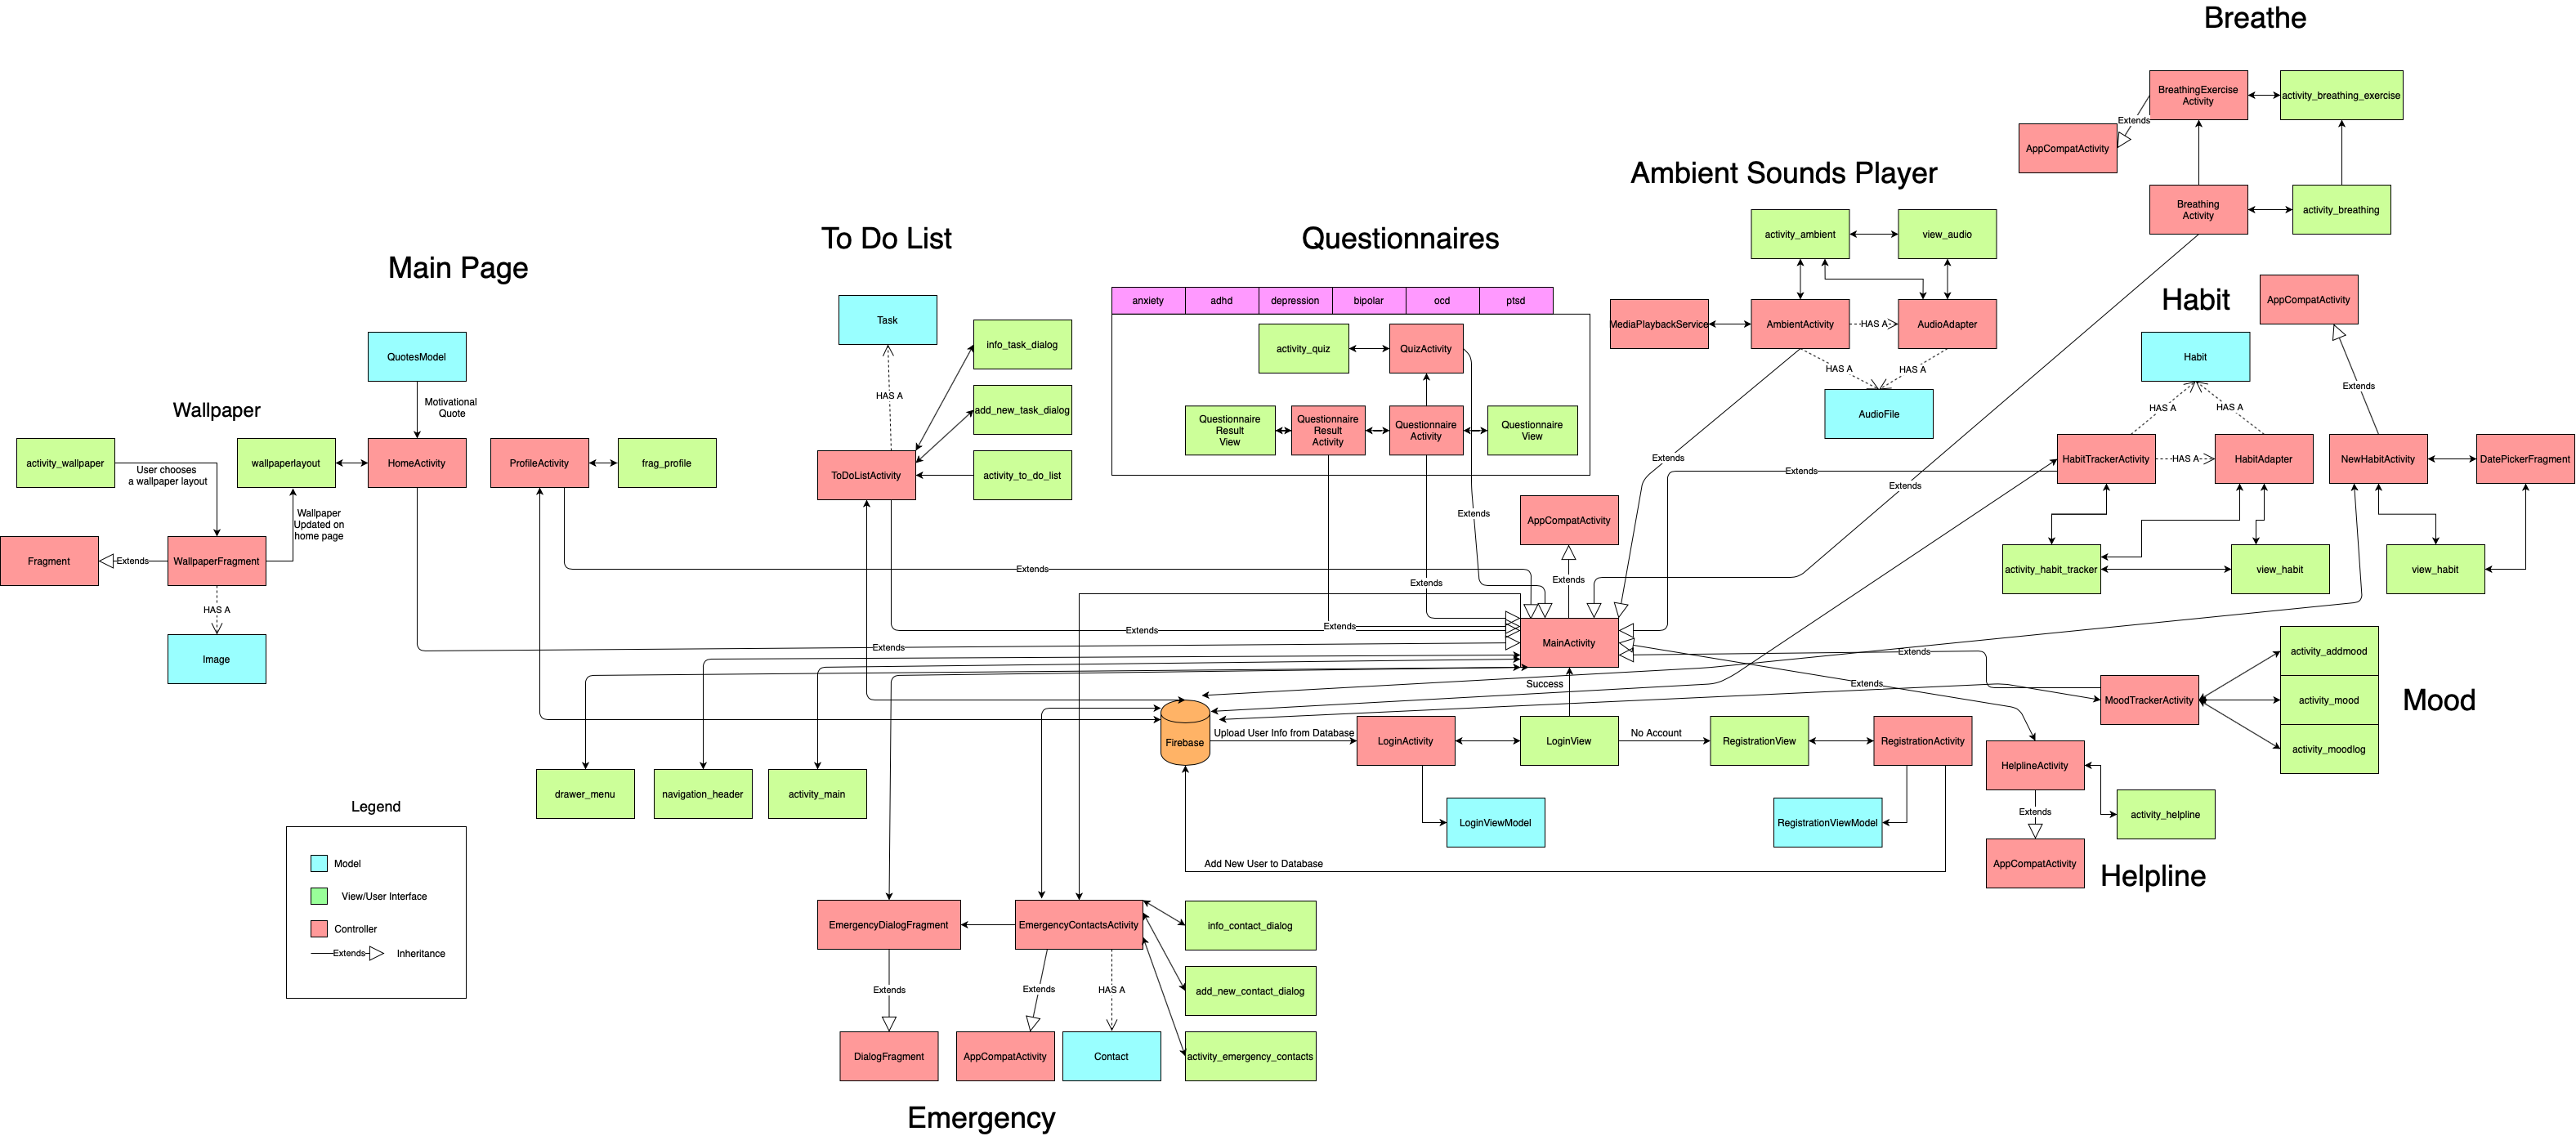 Breathe
BreathingExercise
Activity
activity_breathing_exercise
Extends
AppCompatActivity
Breathing
Activity
activity_breathing
Ambient Sounds Player
activity_ambient
view_audio
MediaPlaybackService
AmbientActivity
HAS A
AudioAdapter
HAS A
HAS A
AudioFile
Extends
Extends
Extends
To Do List
Task
info_task_dialog
HAS A
add_new_task_dialog
ToDoListActivity
activity_to_do_list
Questionnaires
anxiety
adhd
depression
bipolar
ocd
ptsd
activity_quiz
QuizActivity
Questionnaire
Result
View
Questionnaire
Result
Activity
Questionnaire
Activity
Questionnaire
View
Extends
Extends
Extends
Main Page
QuotesModel
Motivational
Quote
Wallpaper
activity_wallpaper
User chooses
a wallpaper layout
wallpaperlayout
HomeActivity
ProfileActivity
frag_profile
Wallpaper
Updated on
home page
Fragment
Extends
WallpaperFragment
HAS A
Image
Extends
Extends
Extends
Habit
AppCompatActivity
Habit
Extends
HAS A
HAS A
HabitTrackerActivity
HAS A
HabitAdapter
NewHabitActivity
DatePickerFragment
activity_habit_tracker
view_habit
view_habit
AppCompatActivity
Extends
MainActivity
Success
Extends
Extends
Firebase
Upload User Info from Database
LoginActivity
LoginView
No Account
RegistrationView
RegistrationActivity
LoginViewModel
RegistrationViewModel
Add New User to Database
activity_addmood
MoodTrackerActivity
activity_mood
Mood
activity_moodlog
HelplineActivity
Extends
activity_helpline
AppCompatActivity
Helpline
drawer_menu
navigation_header
activity_main
Legend
Model
View/User Interface
Controller
Extends
Inheritance
EmergencyDialogFragment
EmergencyContactsActivity
info_contact_dialog
Extends
Extends
HAS A
add_new_contact_dialog
DialogFragment
AppCompatActivity
Contact
activity_emergency_contacts
Emergency